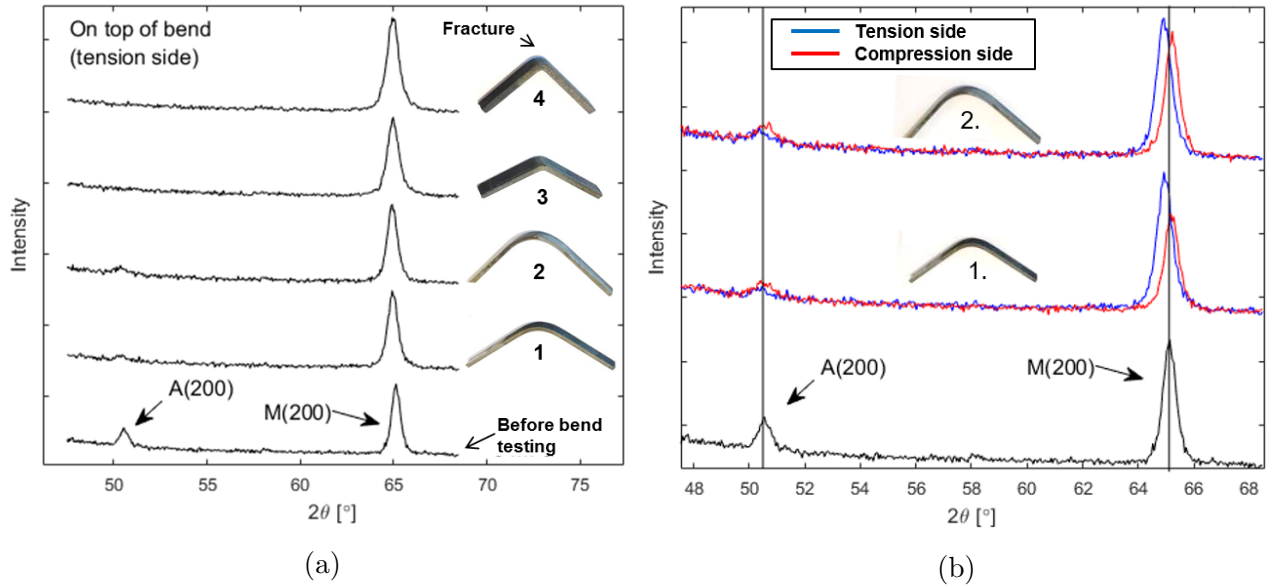 On top of bend
(tension side)
Fracture
4
3
2
1
A(200)
M(200)
Before bend
testing
Intensity
50
55
60
65
70
75
2θ [°]
(a)
Tension side
Compression side
2.
1.
A(200)
M(200)
Intensity
48
50
52
54
56
58
60
62
64
66
68
2θ [°]
(b)